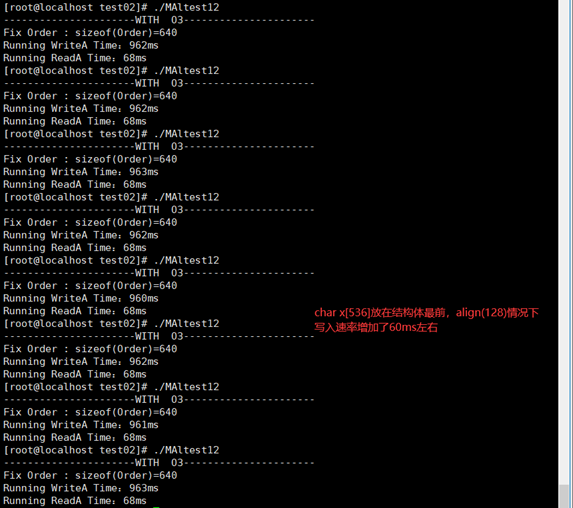 [root@localhost test02]# ./MAltest12
----------------------WITH  O3----------------------
Fix Order : sizeof(Order)=640
Running WriteA Time：962ms
Running ReadA Time：68ms
[root@localhost test02]# ./MAltest12
----------------------WITH  O3----------------------
Fix Order : sizeof(Order)=640
Running WriteA Time：962ms
Running ReadA Time：68ms
[root@localhost test02]# ./MAltest12
----------------------WITH  O3----------------------
Fix Order : sizeof(Order)=640
Running WriteA Time：963ms
Running ReadA Time：68ms
[root@localhost test02]# ./MAltest12
----------------------WITH  O3----------------------
Fix Order : sizeof(Order)=640
Running WriteA Time：962ms
Running ReadA Time：68ms
[root@localhost test02]# ./MAltest12
----------------------WITH  O3----------------------
Fix Order : sizeof(Order)=640
Running WriteA Time：960ms
Running ReadA Time：68ms
char x[536]放在结构体最前，align(128)情况下
写入速率增加了60ms左右
[root@localhost test02]# ./MAltest12
----------------------WITH  O3----------------------
Fix Order : sizeof(Order)=640
Running WriteA Time：962ms
Running ReadA Time：68ms
[root@localhost test02]# ./MAltest12
----------------------WITH  O3----------------------
Fix Order : sizeof(Order)=640
Running WriteA Time：961ms
Running ReadA Time：68ms
[root@localhost test02]# ./MAltest12
----------------------WITH  O3----------------------
Fix Order : sizeof(Order)=640
Running WriteA Time：963ms
Running ReadA Time：68ms